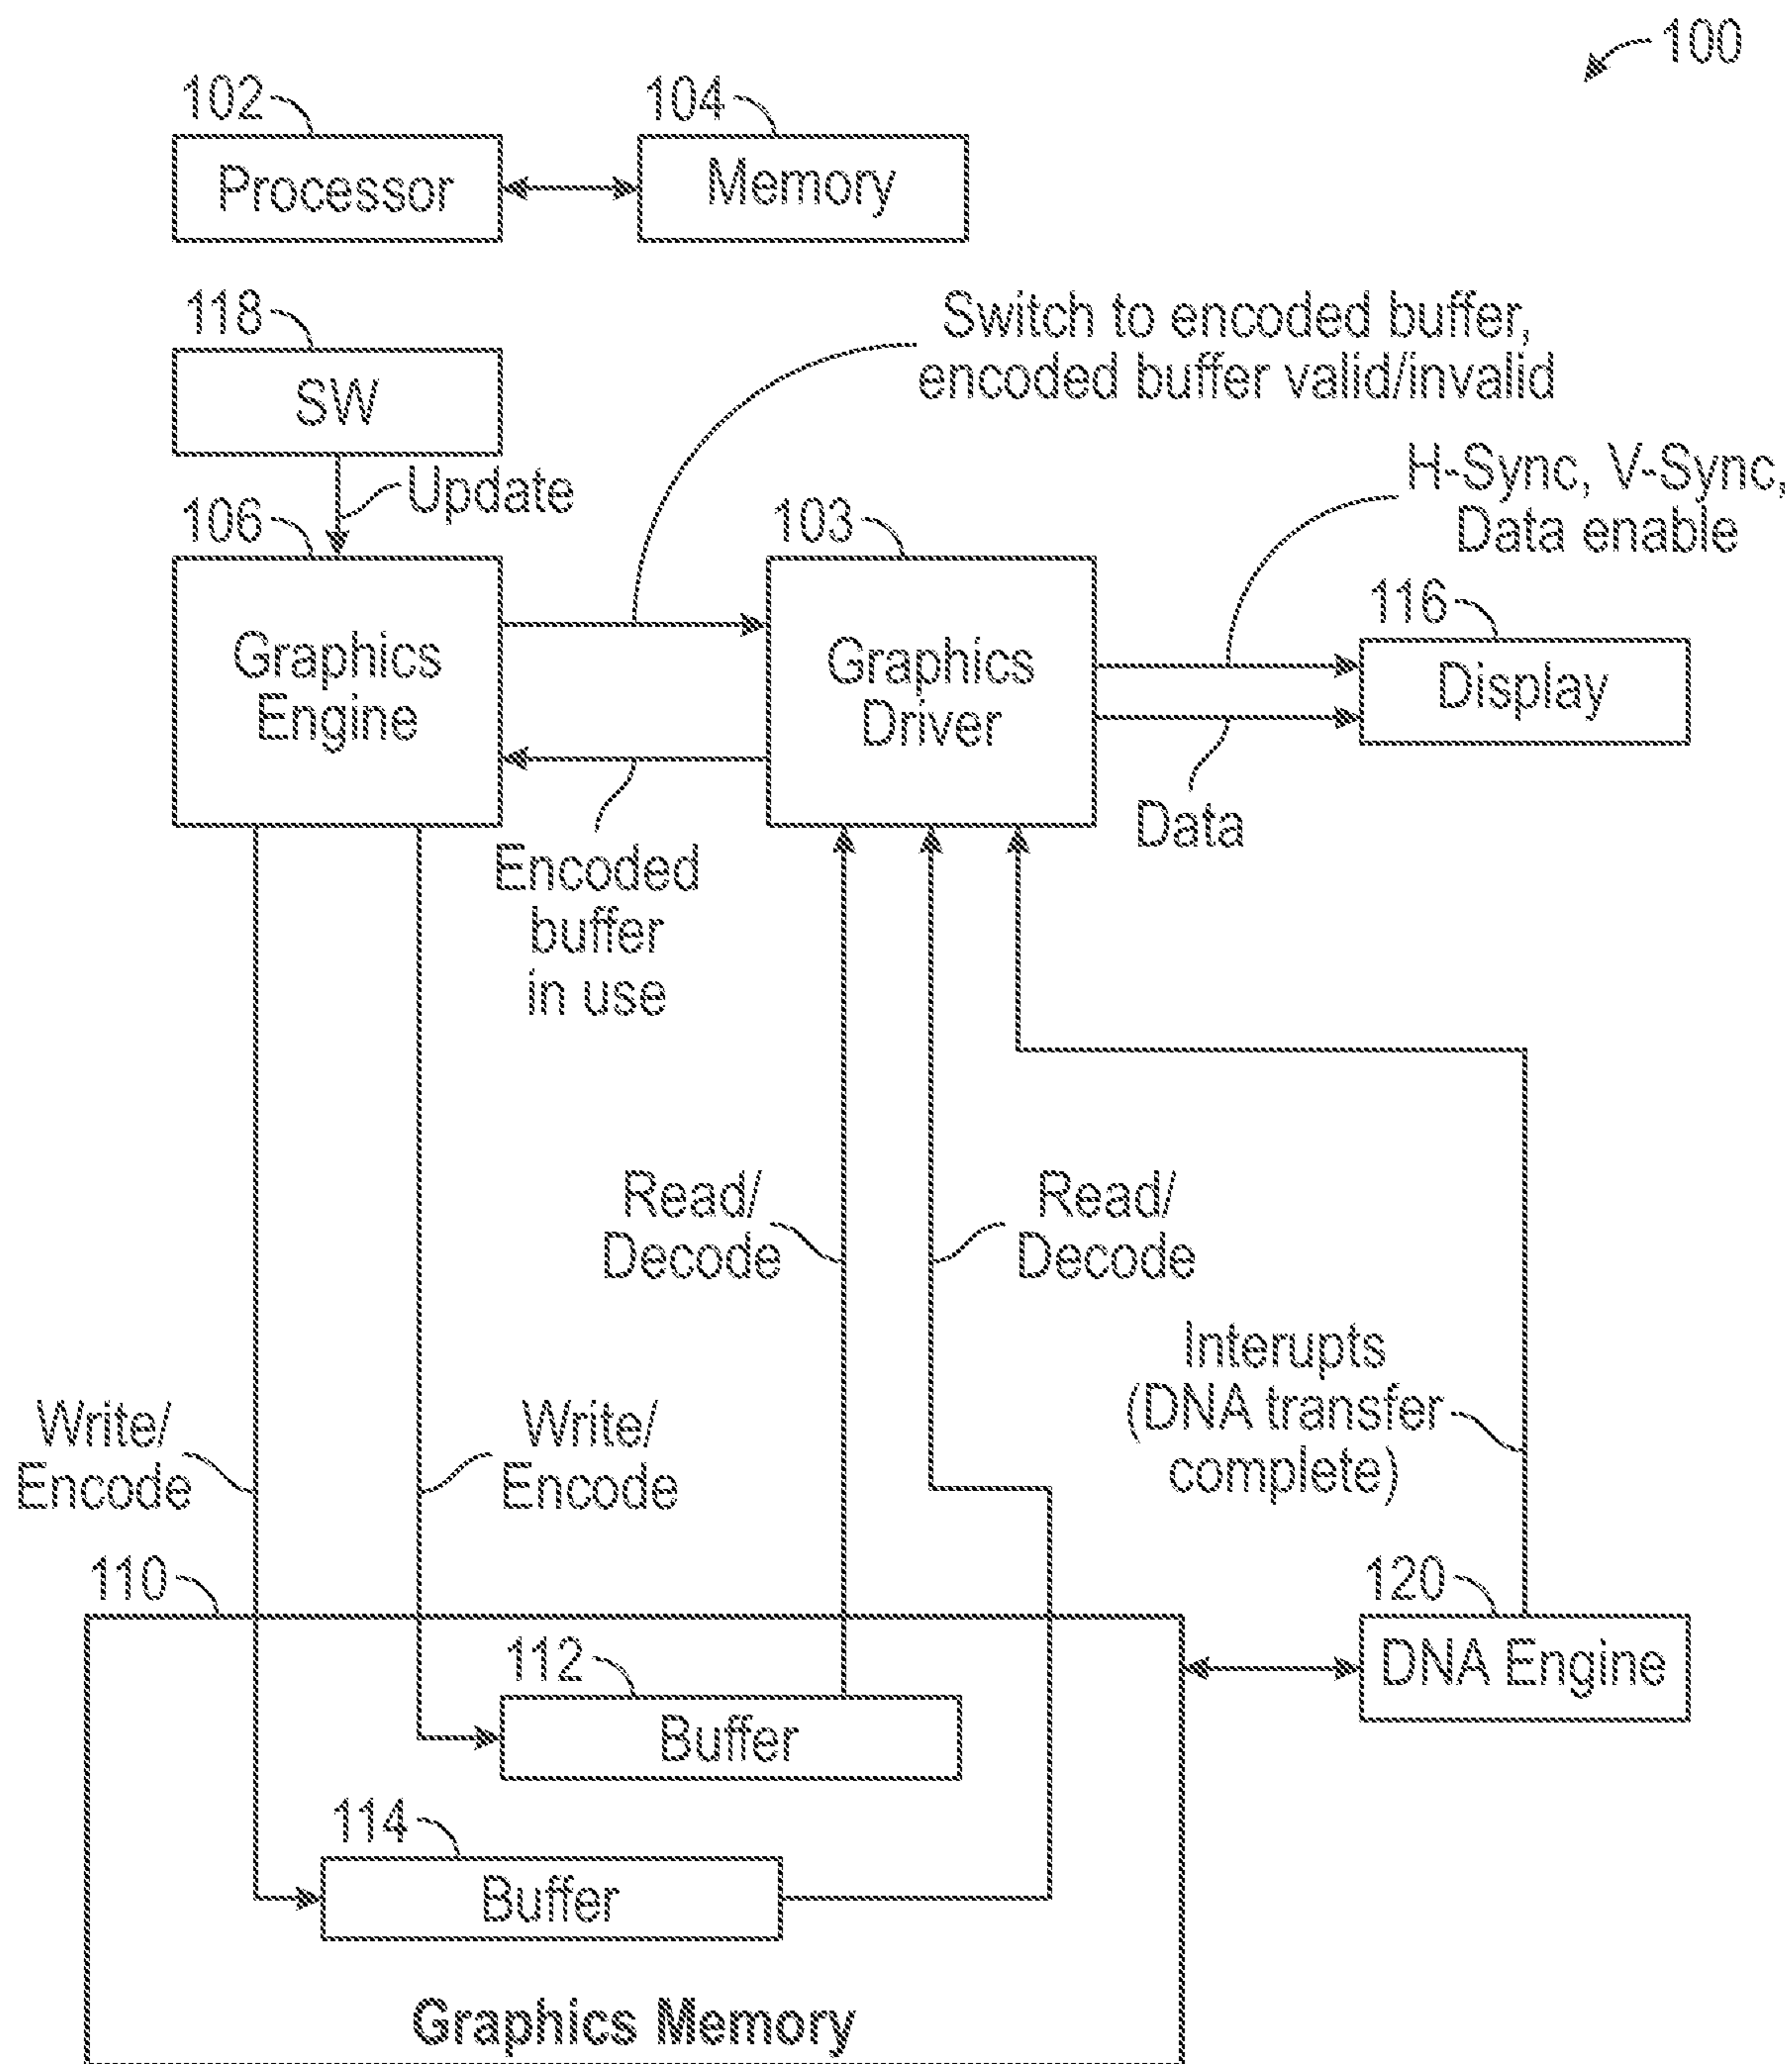 100
102
104
Processor
Memory
118
SW
Switch to encoded buffer,
encoded buffer valid/invalid
Update
H-Sync, V-Sync,
Data enable
106
103
116
Graphics
Engine
Graphics
Driver
Display
Data
Encoded
buffer
in use
Read/
Decode
Read/
Decode
Interupts
(DNA transfer
complete)
Write/
Encode
Write/
Encode
110
120
DNA Engine
112
Buffer
114
Buffer
Graphics Memory